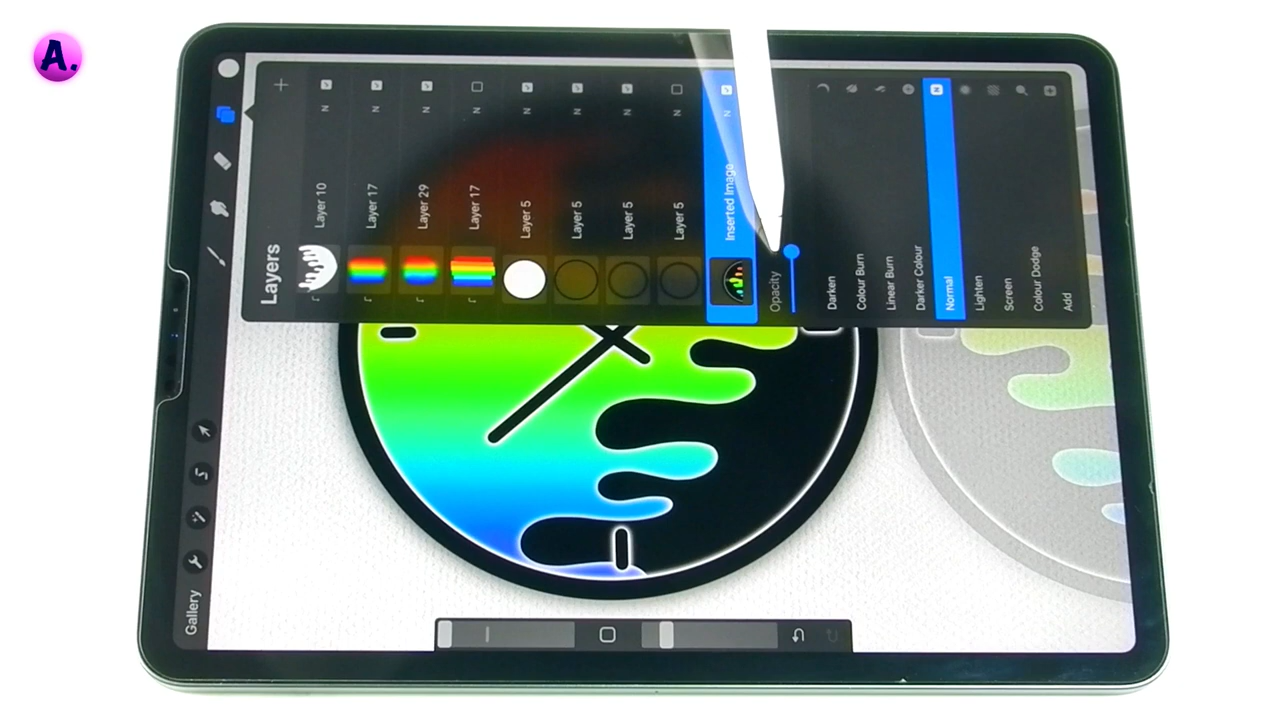 A.
Gallery
Layers
Layer 10
N
Layer 17
N
Layer 29
N
Layer 17
N
Layer 5
N
Layer 5
N
Layer 5
N
Layer 5
N
Inserted Image
N
Opacity
Darken
Colour Burn
Linear Burn
Darker Colour
Normal
N
Lighten
Screen
Colour Dodge
Add